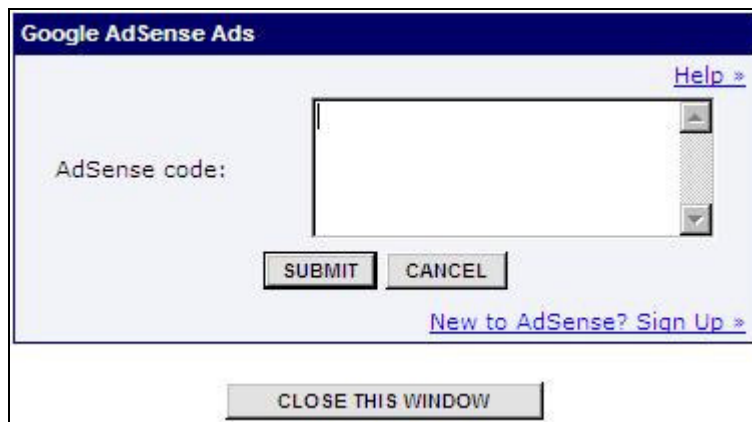 Google AdSense Ads
Help »
AdSense code:
SUBMIT CANCEL
New to AdSense? Sign Up »
CLOSE THIS WINDOW